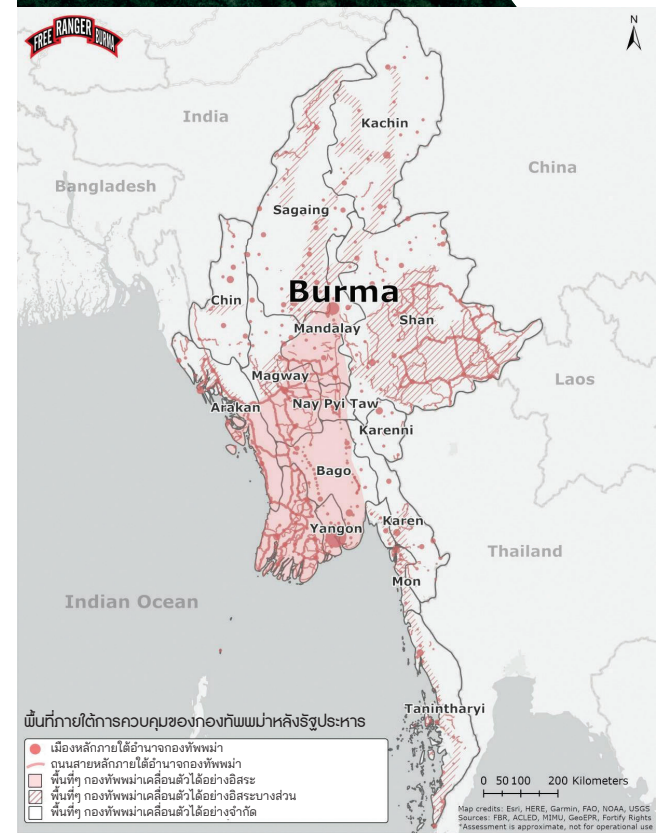 FREE RANGER BURMA
N
India
Kachin
China
Bangladesh
Sagaing
Burma
Chin
Mandalay
Shan
Magway
Laos
Arakan
Nay Pyi Taw
Karenni
Bago
Yangon
Karen
Thailand
Mon
Indian Ocean
Tanintharyi
พื้นที่ภายใต้การควบคุมของกองทัพพม่าหลังรัฐประหาร
เมืองหลักภายใต้อำนาจกองทัพพม่า
ถนนสายหลักภายใต้อำนาจกองทัพพม่า
พื้นที่ๆ กองทัพพม่าเคลื่อนตัวได้อย่างอิสระ
พื้นที่ๆ กองทัพพม่าเคลื่อนตัวได้อย่างอิสระบางส่วน
พื้นที่ๆ กองทัพพม่าเคลื่อนตัวได้อย่างจำกัด
0 50 100 200 Kilometers
Map credits: Esri, HERE, Garmin, FAO, NOAA, USGS
Sources: FBR, ACLED, MIMU, GeoEPR, Fortify Rights
*Assessment is approximate, not for operational use